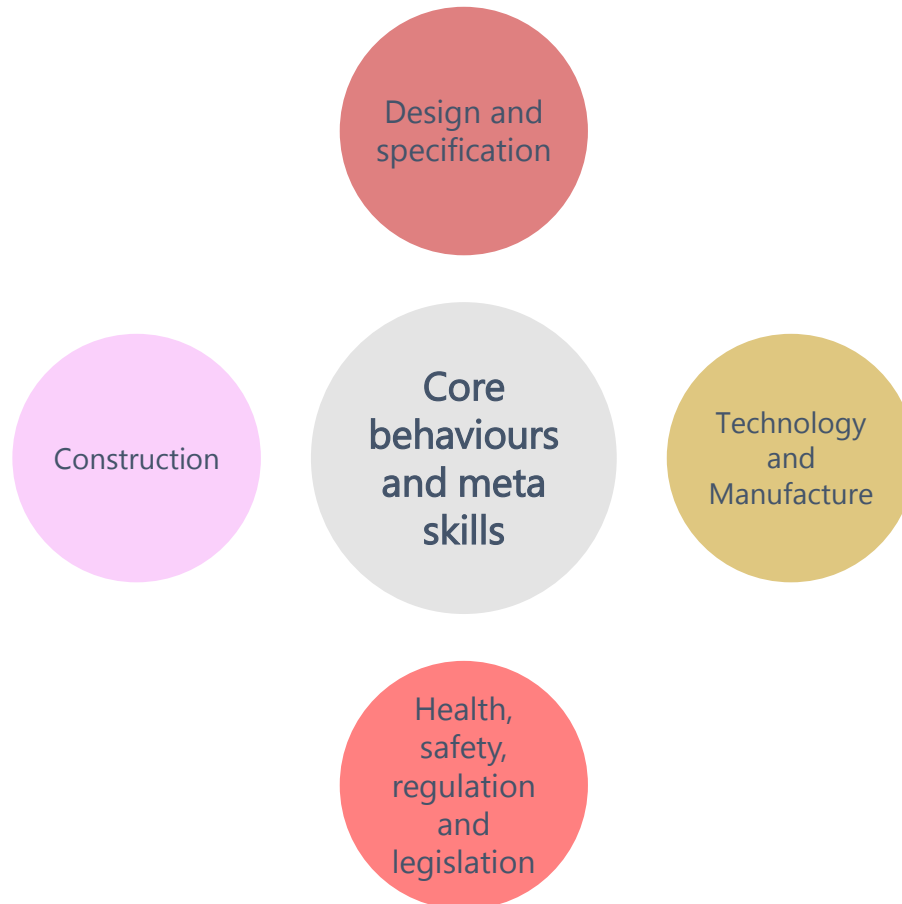 Design and
specification
Construction
Core
behaviours
and meta
skills
Technology
and
Manufacture
Health,
safety,
regulation
and
legislation